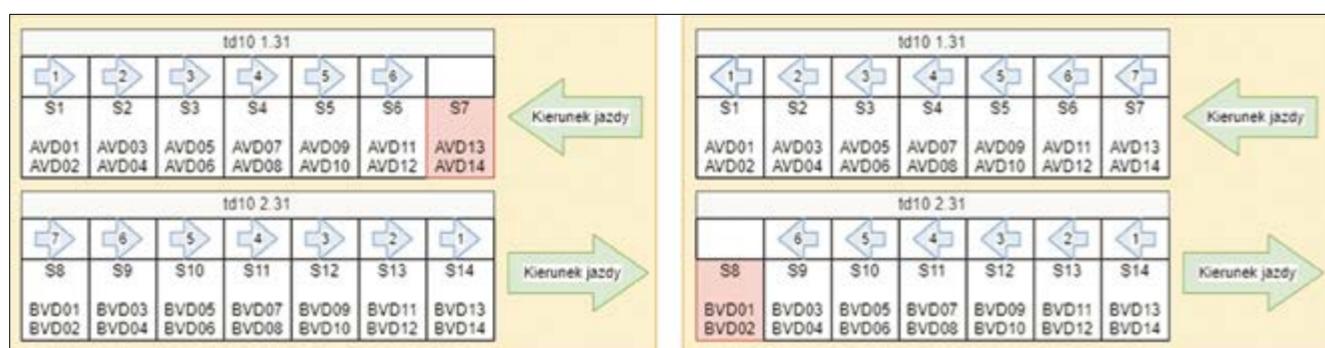 td10 1.31
1 2 3 4 5 6
S1 S2 S3 S4 S5 S6 S7
AVD01 AVD03 AVD05 AVD07 AVD09 AVD11 AVD13
AVD02 AVD04 AVD06 AVD08 AVD10 AVD12 AVD14
Kierunek jazdy
td10 2.31
7 6 5 4 3 2 1
S8 S9 S10 S11 S12 S13 S14
BVD01 BVD03 BVD05 BVD07 BVD09 BVD11 BVD13
BVD02 BVD04 BVD06 BVD08 BVD10 BVD12 BVD14
Kierunek jazdy
td10 1.31
1 2 3 4 5 6 7
S1 S2 S3 S4 S5 S6 S7
AVD01 AVD03 AVD05 AVD07 AVD09 AVD11 AVD13
AVD02 AVD04 AVD06 AVD08 AVD10 AVD12 AVD14
Kierunek jazdy
td10 2.31
6 5 4 3 2 1
S8 S9 S10 S11 S12 S13 S14
BVD01 BVD03 BVD05 BVD07 BVD09 BVD11 BVD13
BVD02 BVD04 BVD06 BVD08 BVD10 BVD12 BVD14
Kierunek jazdy